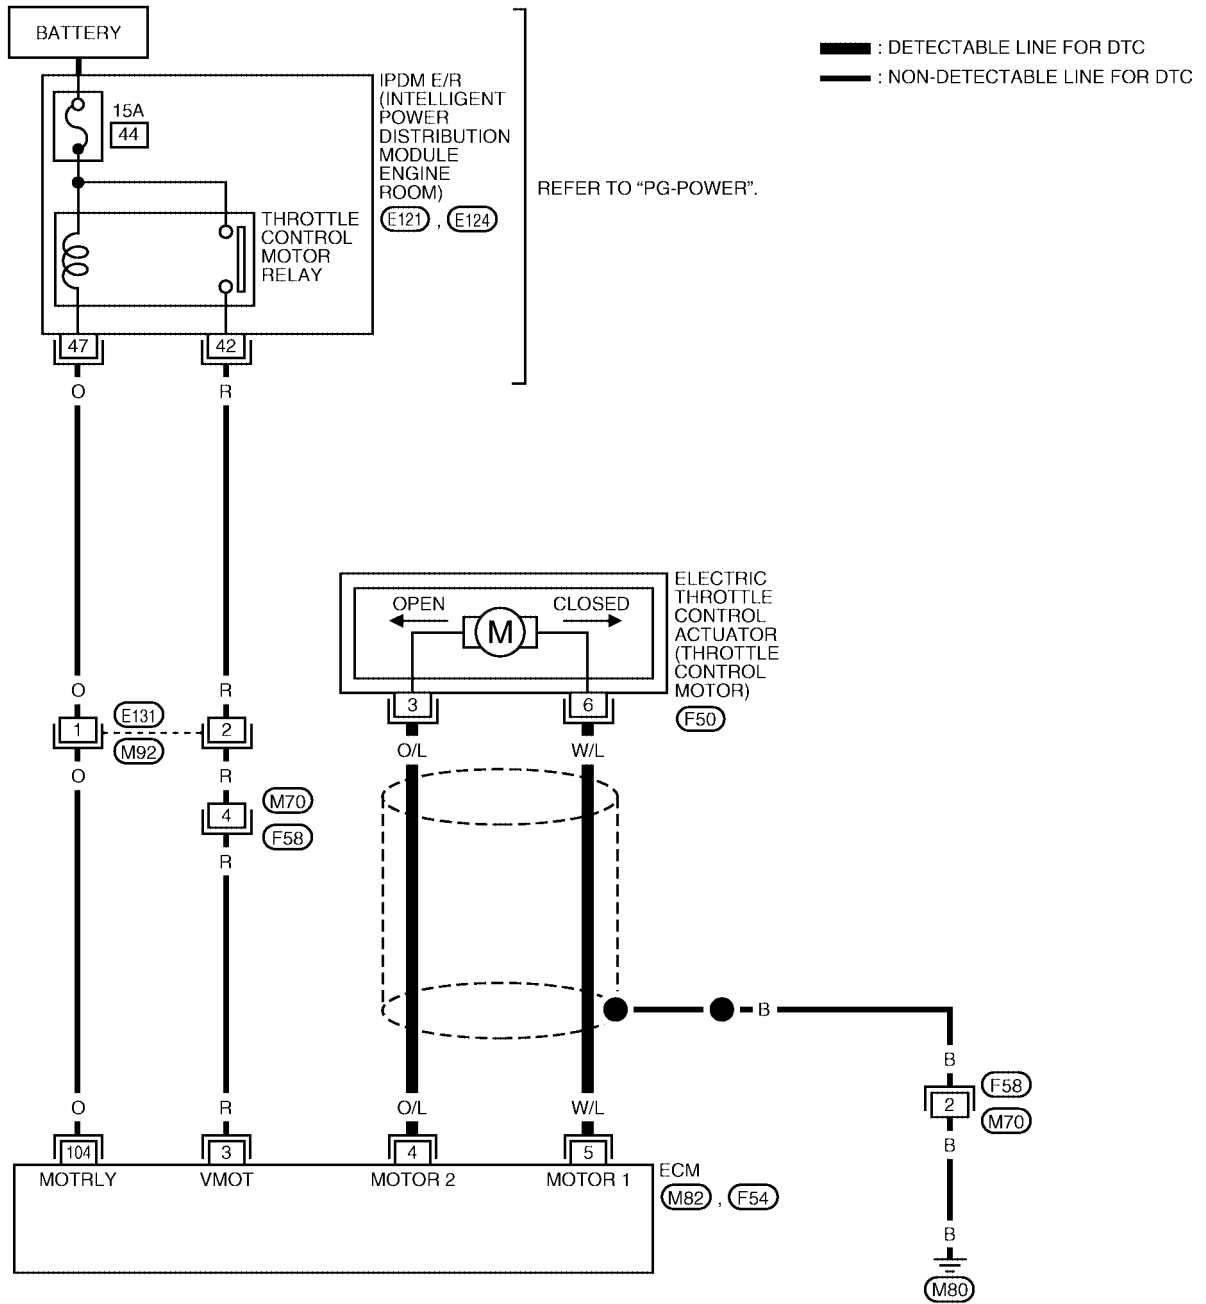 BATTERY
: DETECTABLE LINE FOR DTC
: NON-DETECTABLE LINE FOR DTC
15A
44
IPDM E/R
(INTELLIGENT
POWER
DISTRIBUTION
MODULE
ENGINE
ROOM)
E121 , E124
REFER TO “PG-POWER”.
THROTTLE
CONTROL
MOTOR
RELAY
47
42
O
R
ELECTRIC
THROTTLE
CONTROL
ACTUATOR
(THROTTLE
CONTROL
MOTOR)
F50
OPEN
CLOSED
M
3
6
O/L
W/L
O
R
1
E131
M92
2
O
R
4
M70
F58
R
B
B
2
F58
M70
B
B
M80
O
R
O/L
W/L
104
3
4
5
MOTRLY
VMOT
MOTOR 2
MOTOR 1
ECM
M82 , F54